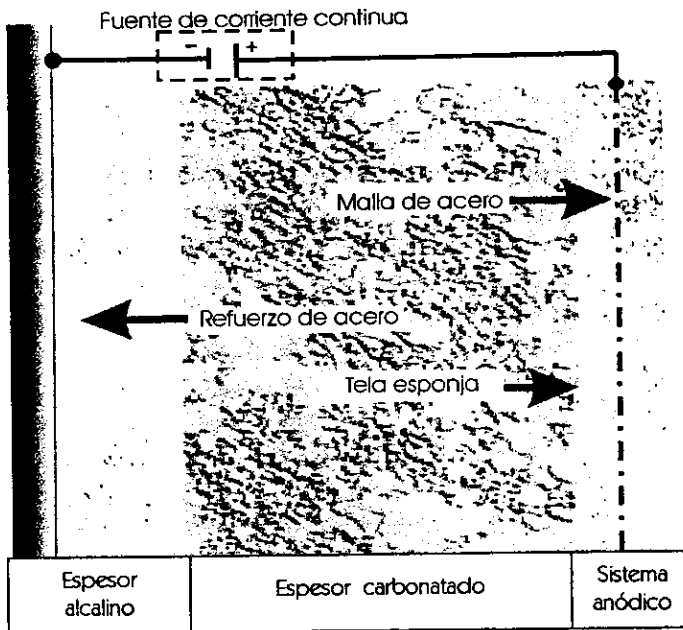 Fuente de corriente continua
- +
Malla de acero
Refuerzo de acero
Tela esponja
Espesor
alcalino
Espesor carbonatado
Sistema
anódico